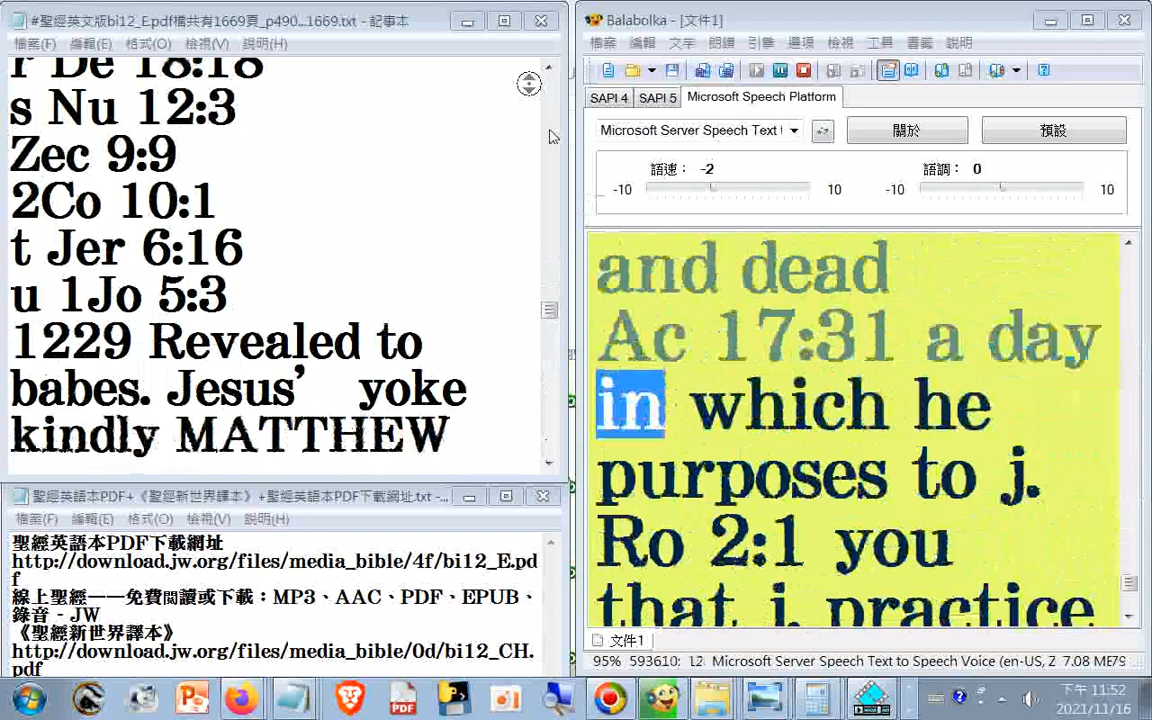 #聖經英文版bi12_E.pdf檔共有1669頁_p490...1669.txt - 記事本
檔案(F) 編輯(E) 格式(O) 檢視(V) 說明(H)
r De 18:18
s Nu 12:3
Zec 9:9
2Co 10:1
t Jer 6:16
u 1Jo 5:3
1229 Revealed to
babes. Jesus’ yoke
kindly MATTHEW
聖經英語本PDF+《聖經新世界譯本》+聖經英語本PDF下載網址.txt -...
檔案(F) 編輯(E) 格式(O) 檢視(V) 說明(H)
聖經英語本PDF下載網址
http://download.jw.org/files/media_bible/4f/bi12_E.pd
f
線上聖經——免費閱讀或下載：MP3、AAC、PDF、EPUB、
錄音 - JW
《聖經新世界譯本》
http://download.jw.org/files/media_bible/0d/bi12_CH.
pdf
Balabolka - [文件1]
檔案 編輯 文字 朗讀 引擎 選項 檢視 工具 書籤 說明
SAPI 4 SAPI 5 Microsoft Speech Platform
Microsoft Server Speech Text 關於 預設
語速： -2 語調： 0
-10 10 -10 10
and dead
Ac 17:31 a day
in which he
purposes to j.
Ro 2:1 you
that j. practice
文件1
95% 593610: 12 Microsoft Server Speech Text to Speech Voice (en-US, Z 7.08 ME79%
PDF
下午 11:52
2021/11/16